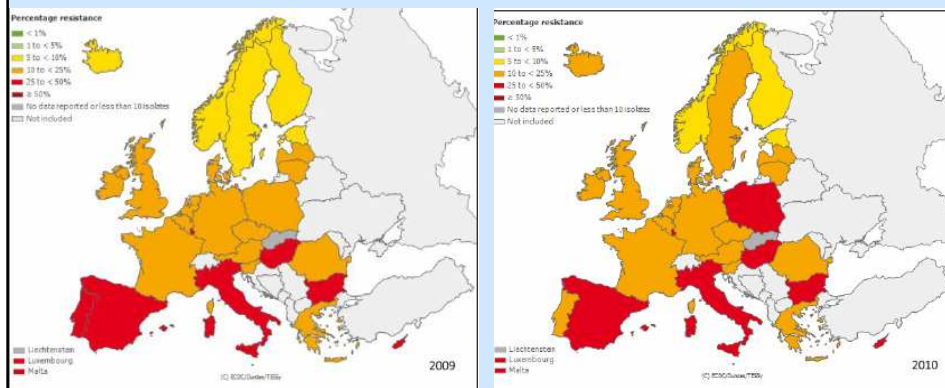 Percentage resistance
< 1%
1 to < 5%
5 to < 10%
10 to < 25%
25 to < 50%
≥ 50%
No data reported or less than 10 isolates
Not included
Liechtenstein
Luxembourg
Malta
(C) ECDC/Dundas/TESSy
2009
Percentage resistance
< 1%
1 to < 5%
5 to < 10%
10 to < 25%
25 to < 50%
≥ 50%
No data reported or less than 10 isolates
Not included
Liechtenstein
Luxembourg
Malta
(C) ECDC/Dundas/TESSy
2010